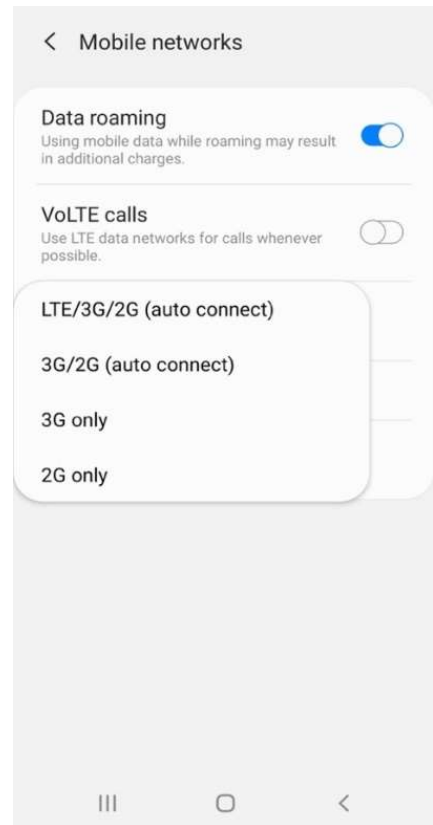 Mobile networks
Data roaming
Using mobile data while roaming may result
in additional charges.
VoLTE calls
Use LTE data networks for calls whenever
possible.
LTE/3G/2G (auto connect)
3G/2G (auto connect)
3G only
2G only